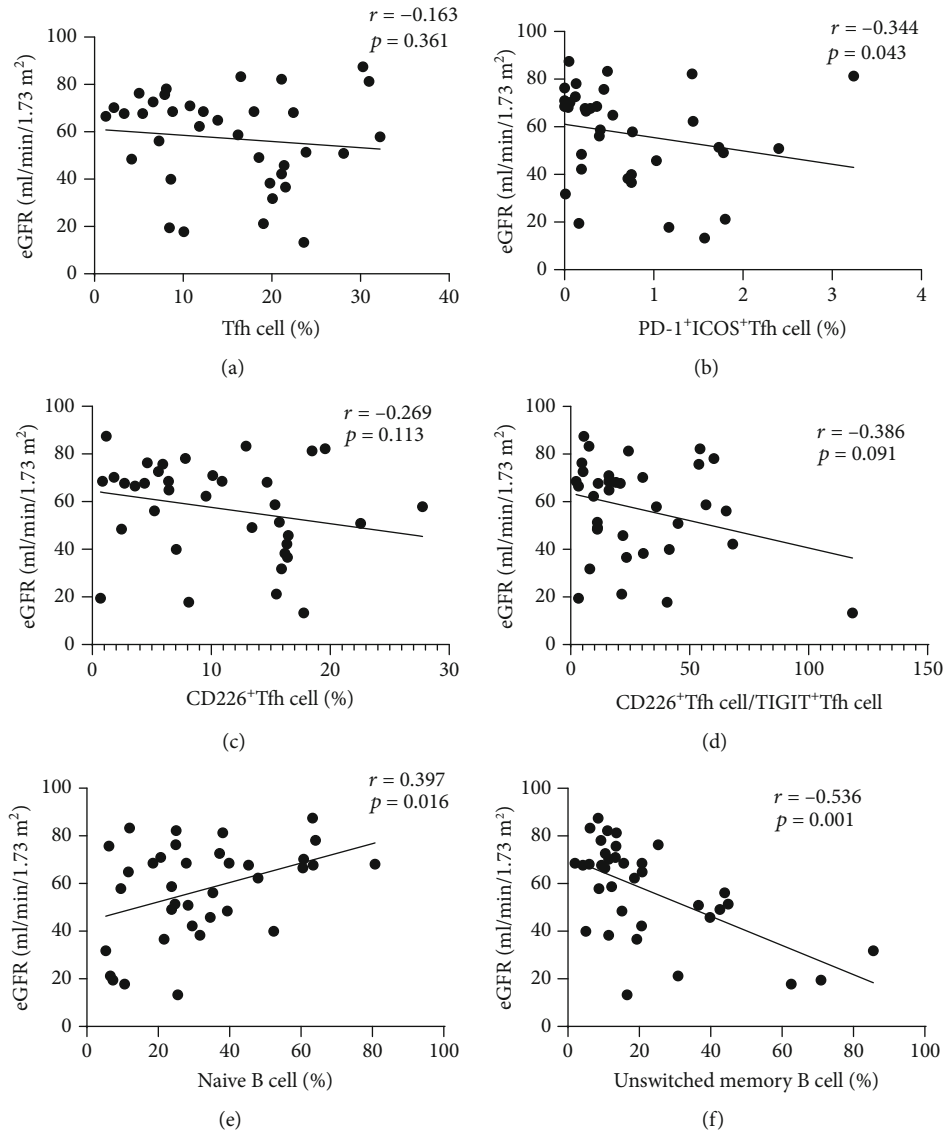 r = –0.163
p = 0.361
100
80
60
40
20
0
eGFR (ml/min/1.73 m²)
0 10 20 30 40
Tfh cell (%)
(a)
r = –0.344
p = 0.043
100
80
60
40
20
0
eGFR (ml/min/1.73 m²)
0 1 2 3 4
PD-1⁺ICOS⁺Tfh cell (%)
(b)
r = –0.269
p = 0.113
100
80
60
40
20
0
eGFR (ml/min/1.73 m²)
0 10 20 30
CD226⁺Tfh cell (%)
(c)
r = –0.386
p = 0.091
100
80
60
40
20
0
eGFR (ml/min/1.73 m²)
0 50 100 150
CD226⁺Tfh cell/TIGIT⁺Tfh cell
(d)
r = 0.397
p = 0.016
100
80
60
40
20
0
eGFR (ml/min/1.73 m²)
0 20 40 60 80 100
Naive B cell (%)
(e)
r = –0.536
p = 0.001
100
80
60
40
20
0
eGFR (ml/min/1.73 m²)
0 20 40 60 80 100
Unswitched memory B cell (%)
(f)